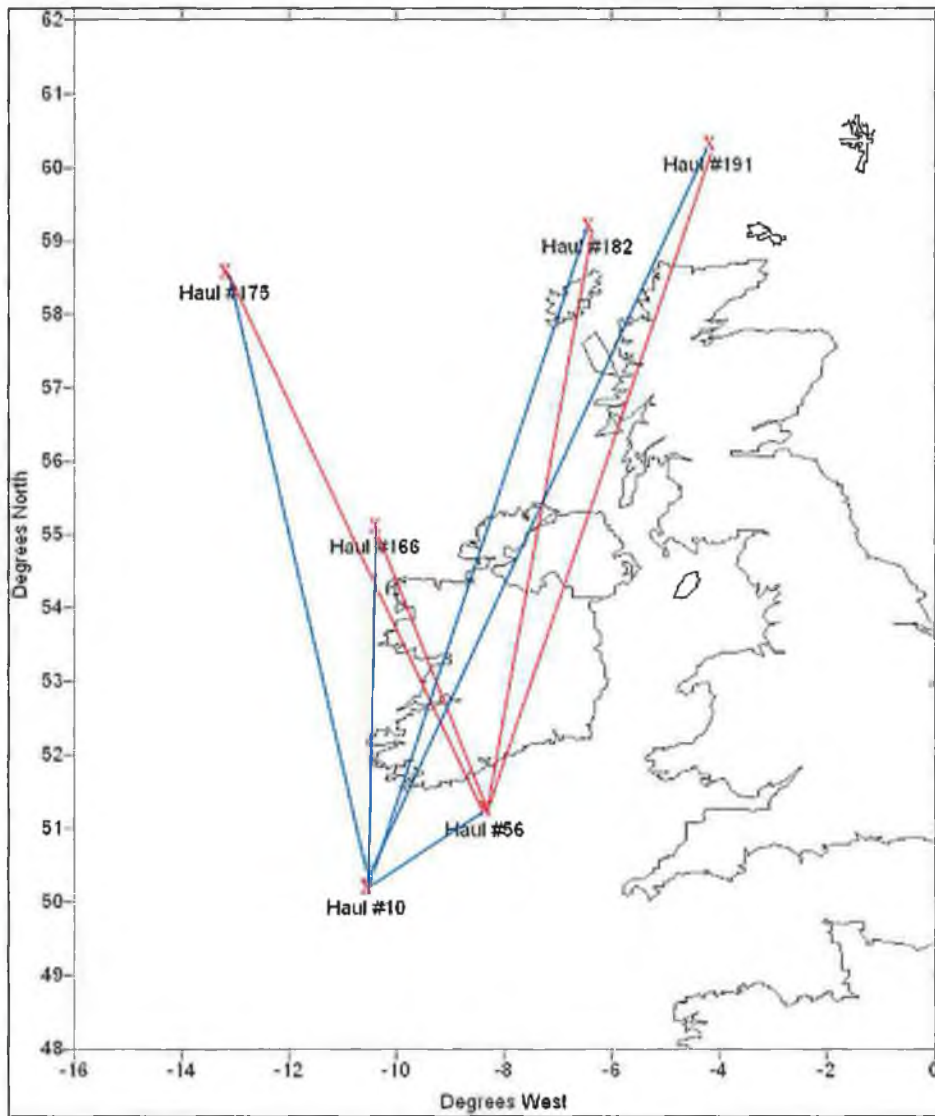 62
61
60
59
58
57
56
55
54
53
52
51
50
49
48
Degrees North
Haul #191
Haul #182
Haul #175
Haul #166
Haul #56
Haul #10
-16 -14 -12 -10 -8 -6 -4 -2 0
Degrees West